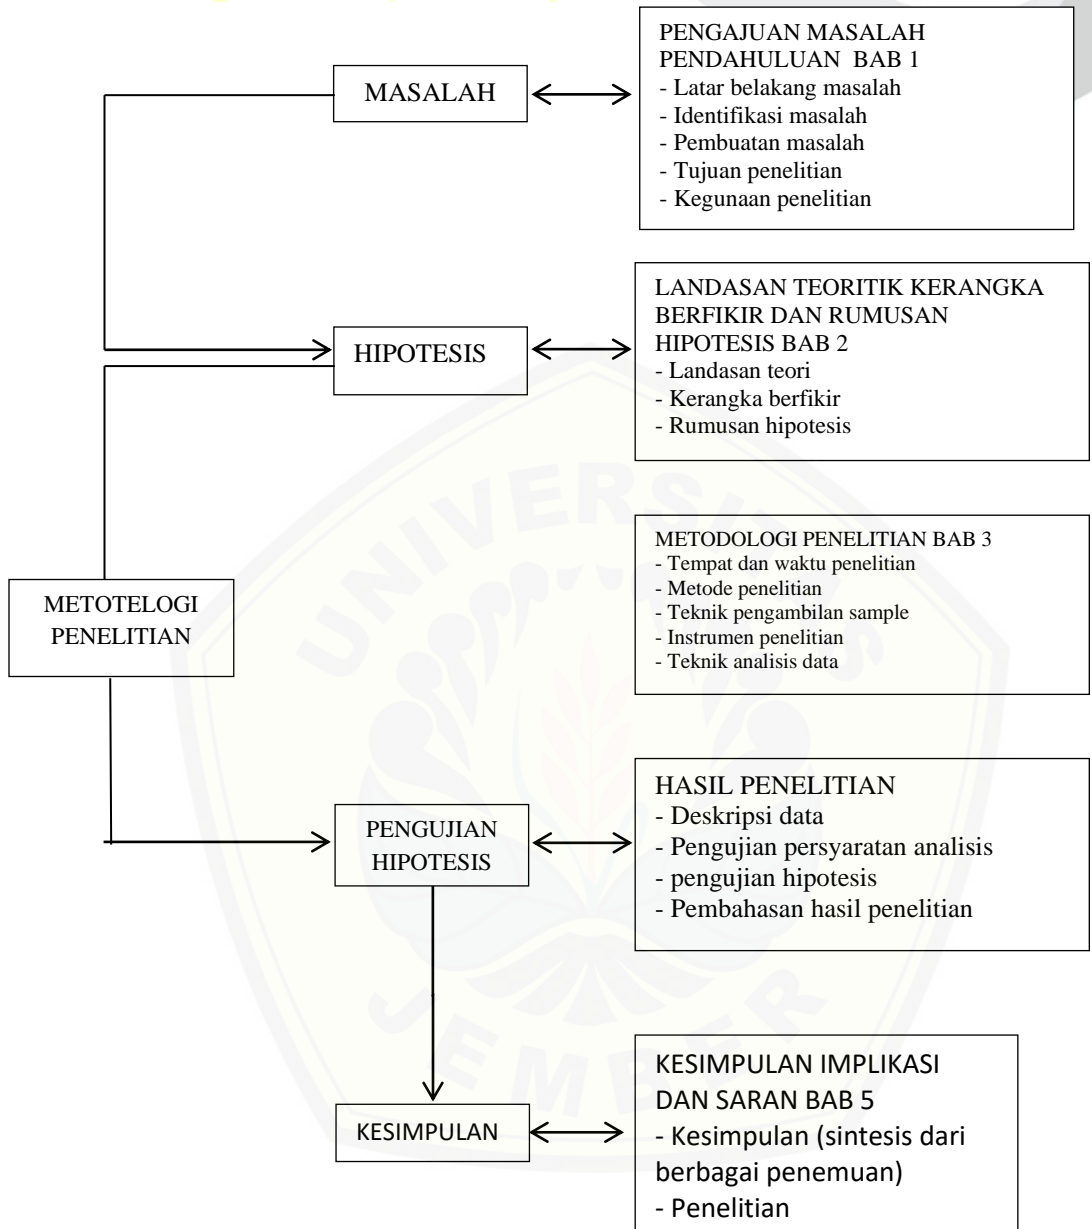 MASALAH
PENGAJUAN MASALAH
PENDAHULUAN BAB 1
- Latar belakang masalah
- Identifikasi masalah
- Pembuatan masalah
- Tujuan penelitian
- Kegunaan penelitian
HIPOTESIS
LANDASAN TEORITIK KERANGKA
BERFIKIR DAN RUMUSAN
HIPOTESIS BAB 2
- Landasan teori
- Kerangka berfikir
- Rumusan hipotesis
METOTELOGI
PENELITIAN
METODOLOGI PENELITIAN BAB 3
- Tempat dan waktu penelitian
- Metode penelitian
- Teknik pengambilan sample
- Instrumen penelitian
- Teknik analisis data
PENGUJIAN
HIPOTESIS
HASIL PENELITIAN
- Deskripsi data
- Pengujian persyaratan analisis
- pengujian hipotesis
- Pembahasan hasil penelitian
KESIMPULAN
KESIMPULAN IMPLIKASI
DAN SARAN BAB 5
- Kesimpulan (sintesis dari
berbagai penemuan)
- Penelitian
UNIVERSITAS
JEMBER